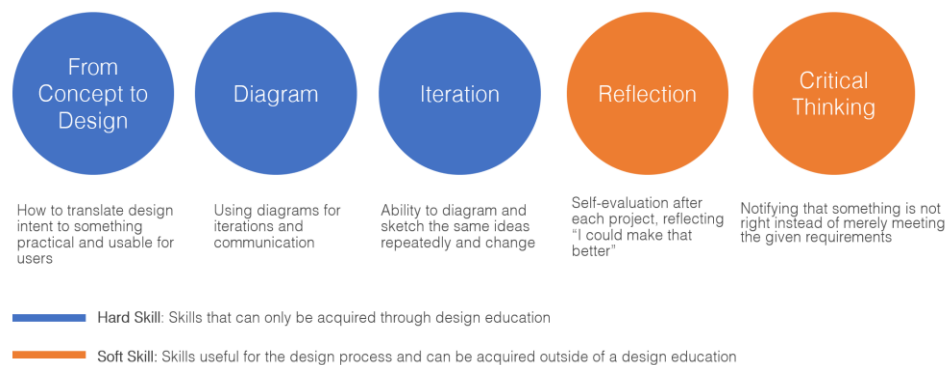 From
Concept to
Design
Diagram
Iteration
Reflection
Critical
Thinking
How to translate design
intent to something
practical and usable for
users
Using diagrams for
iterations and
communication
Ability to diagram and
sketch the same ideas
repeatedly and change
Self-evaluation after
each project, reflecting
“I could make that
better”
Notifying that something is not
right instead of merely meeting
the given requirements
Hard Skill: Skills that can only be acquired through design education
Soft Skill: Skills useful for the design process and can be acquired outside of a design education